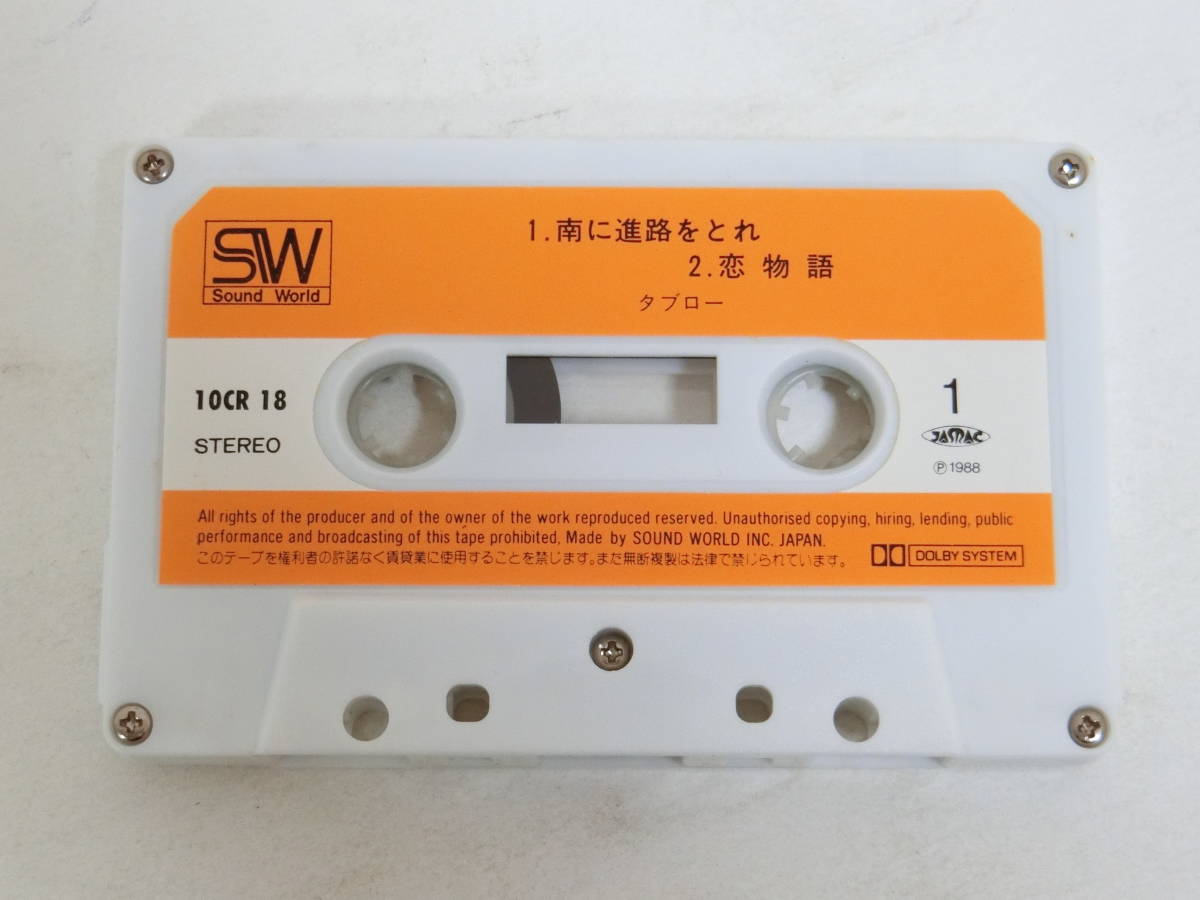 SW
Sound World
1.南に進路をとれ
2.恋物語
タブロー
10CR 18
STEREO
1
JASRAC
Ⓟ1988
All rights of the producer and of the owner of the work reproduced reserved. Unauthorised copying, hiring, lending, public
performance and broadcasting of this tape prohibited, Made by SOUND WORLD INC. JAPAN.
このテープを権利者の許諾なく賃貸業に使用することを禁じます。また無断複製は法律で禁じられています。
DOLBY SYSTEM